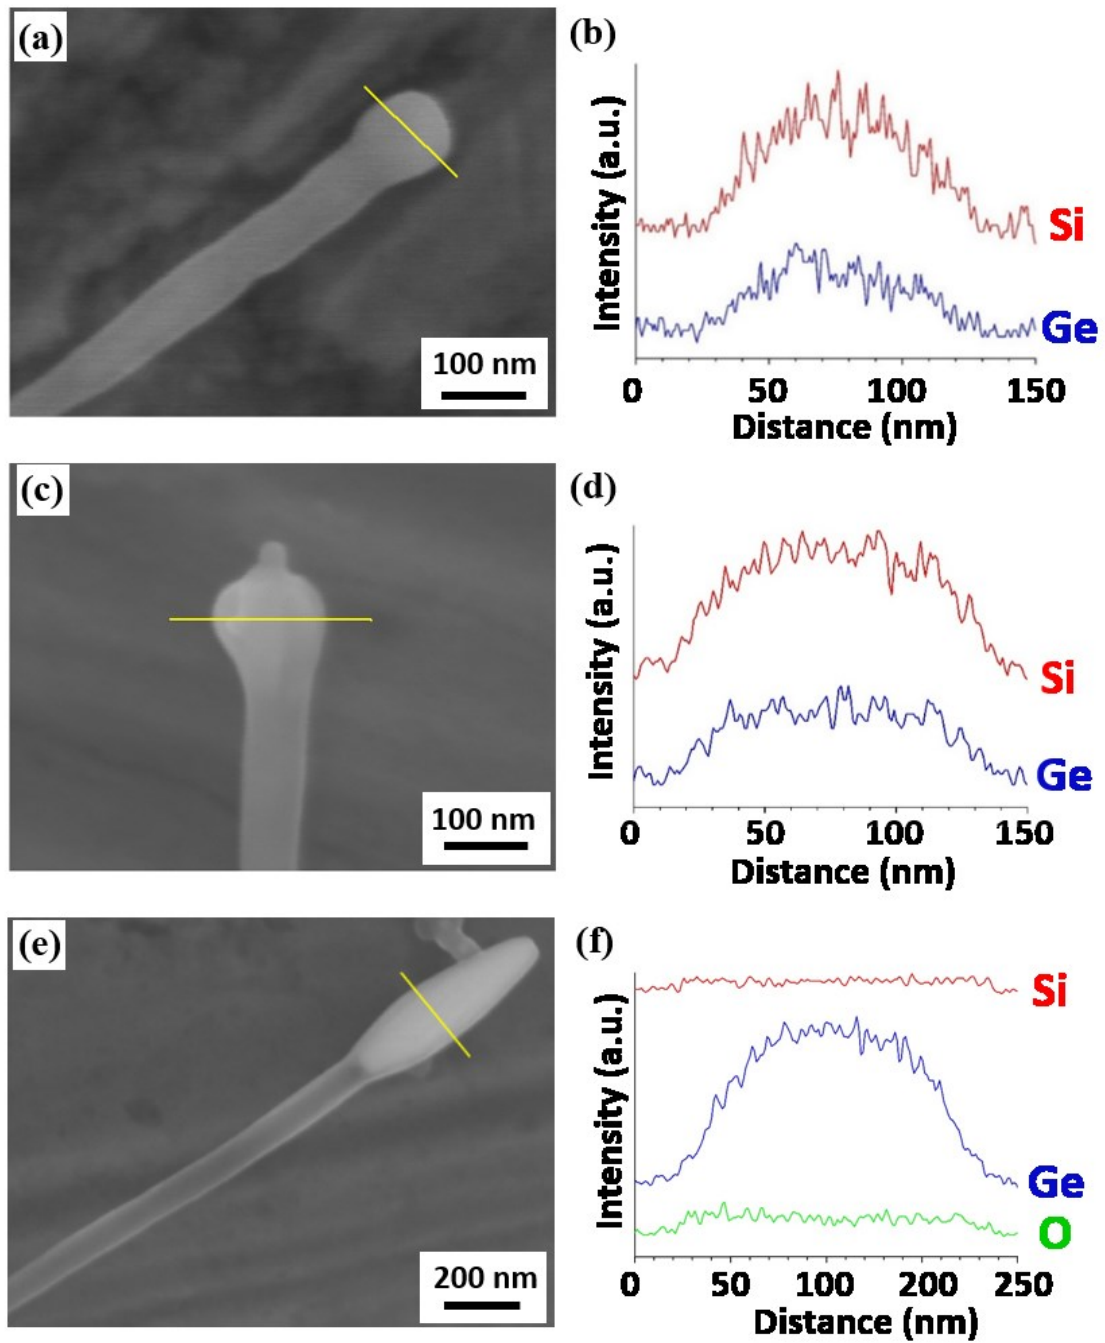 (a)
100 nm
(b)
Intensity (a.u.)
Si
Ge
0 50 100 150
Distance (nm)
(c)
100 nm
(d)
Intensity (a.u.)
Si
Ge
0 50 100 150
Distance (nm)
(e)
200 nm
(f)
Intensity (a.u.)
Si
Ge
O
0 50 100 200 250
Distance (nm)